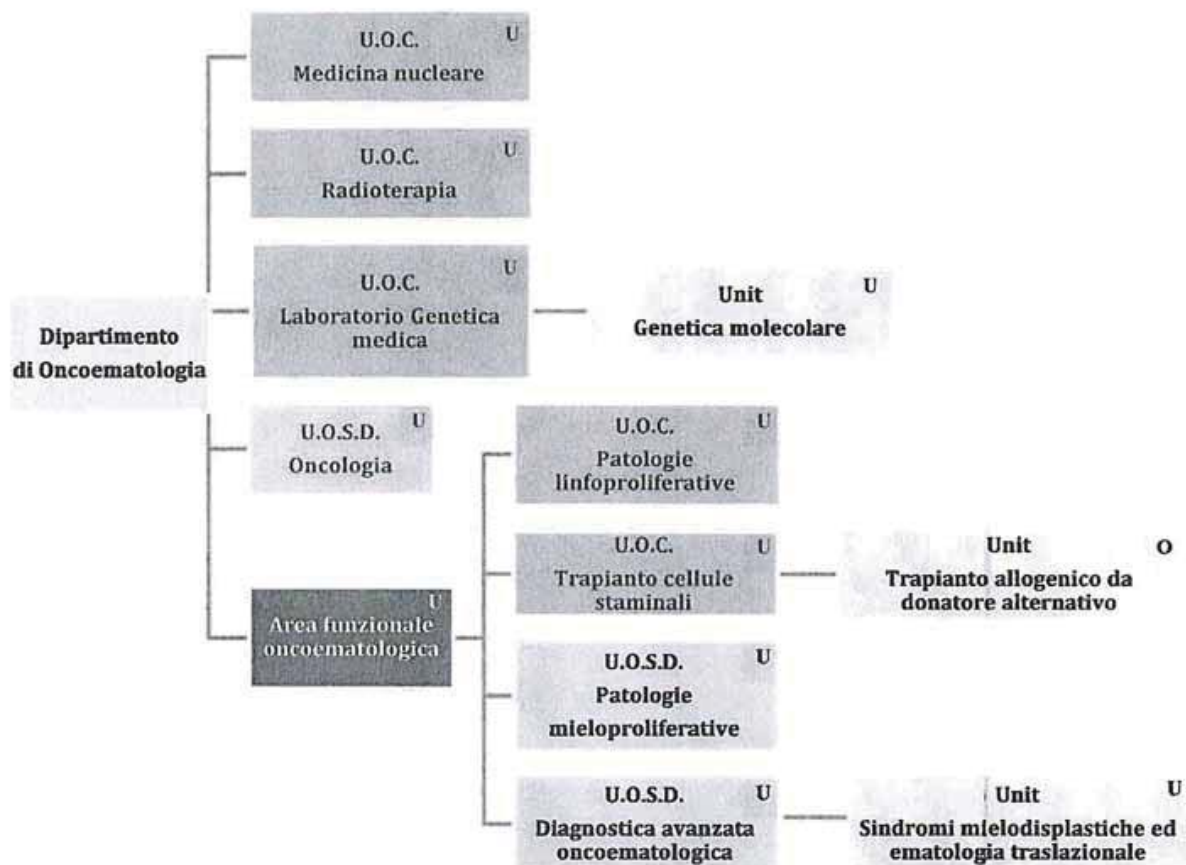 U.O.C. U
Medicina nucleare
U.O.C. U
Radioterapia
U.O.C. U
Laboratorio Genetica
medica
Unit U
Genetica molecolare
Dipartimento
di Oncoematologia
U.O.S.D. U
Oncologia
U
Area funzionale
oncoematologica
U.O.C. U
Patologie
linfoproliferative
U.O.C. U
Trapianto cellule
staminali
Unit O
Trapianto allogenico da
donatore alternativo
U.O.S.D. U
Patologie
mieloproliferative
U.O.S.D. U
Diagnostica avanzata
oncoematologica
Unit U
Sindromi mielodisplastiche ed
ematologia traslazionale